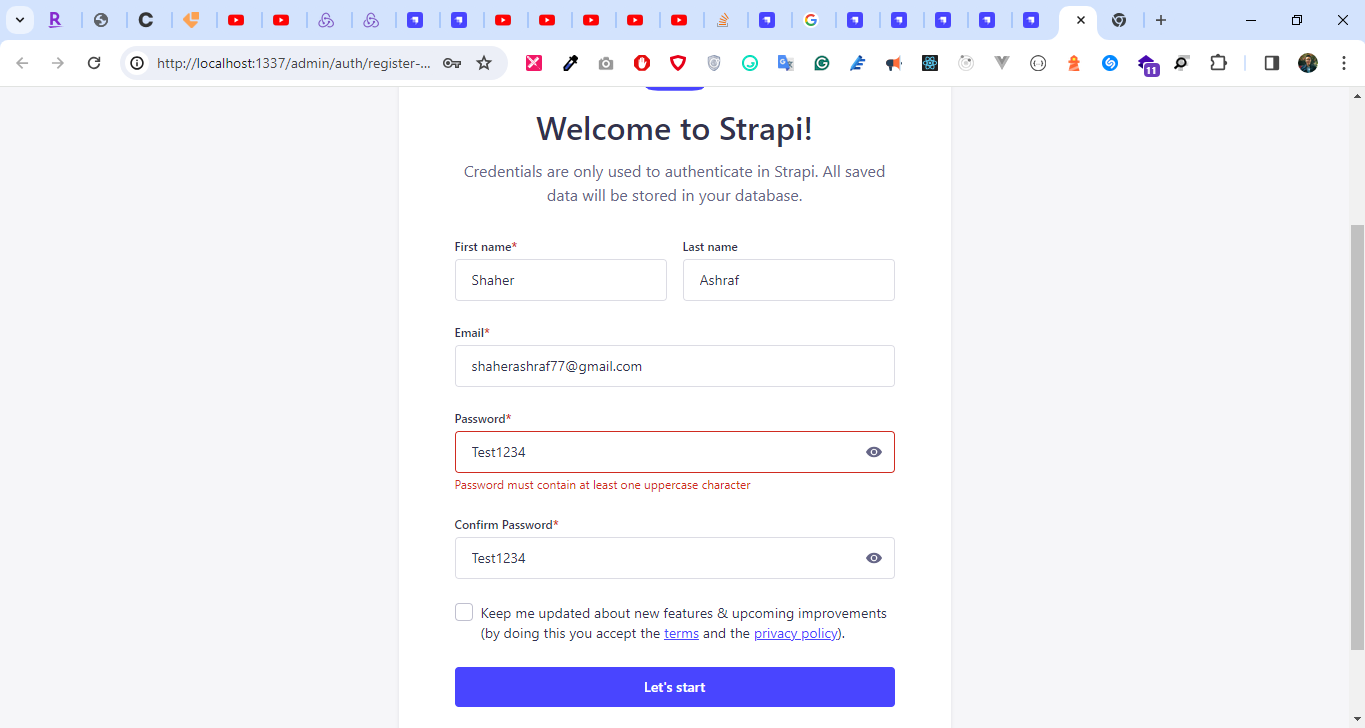 http://localhost:1337/admin/auth/register-...
11
Welcome to Strapi!
Credentials are only used to authenticate in Strapi. All saved
data will be stored in your database.
First name* Last name
Shaher Ashraf
Email*
shaherashraf77@gmail.com
Password*
Test1234
Password must contain at least one uppercase character
Confirm Password*
Test1234
Keep me updated about new features & upcoming improvements
(by doing this you accept the terms and the privacy policy).
Let's start